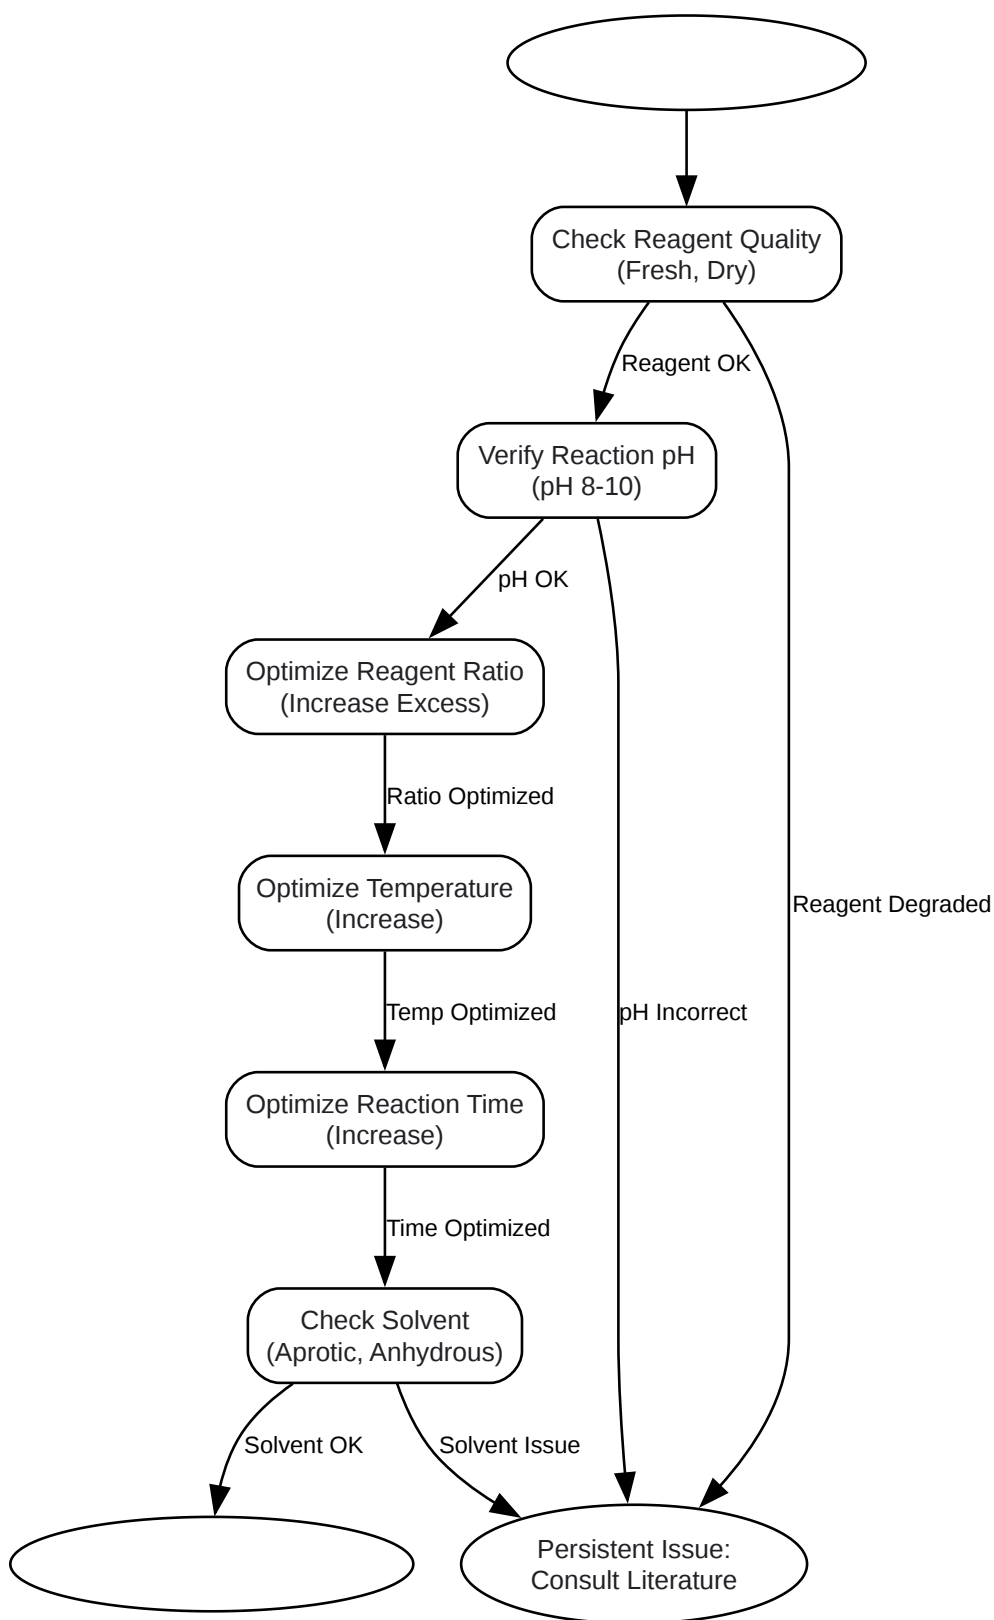 Check Reagent Quality
(Fresh, Dry)
Reagent OK
Verify Reaction pH
(pH 8-10)
pH OK
Optimize Reagent Ratio
(Increase Excess)
Ratio Optimized
Optimize Temperature
(Increase)
Reagent Degraded
Temp Optimized
pH Incorrect
Optimize Reaction Time
(Increase)
Time Optimized
Check Solvent
(Aprotic, Anhydrous)
Solvent OK
Solvent Issue
Persistent Issue:
Consult Literature